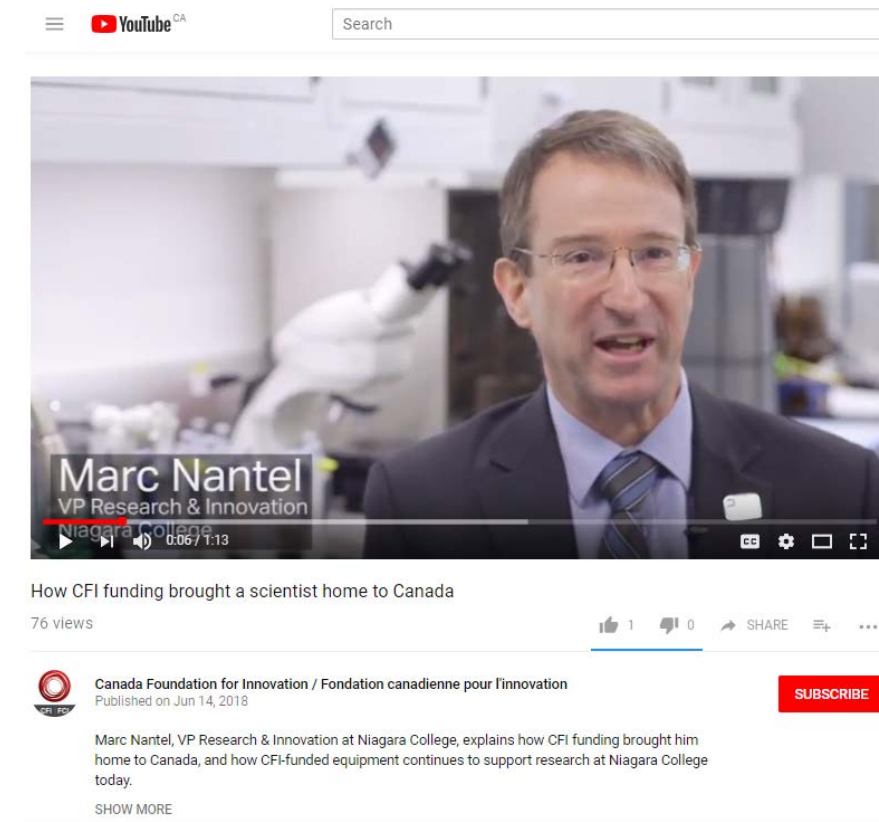 YouTube CA
Search
Marc Nantel
VP Research & Innovation
Niagara College
0:06 / 1:13
CC
How CFI funding brought a scientist home to Canada
76 views
1
0
SHARE
CFI FCI
Canada Foundation for Innovation / Fondation canadienne pour l'innovation
Published on Jun 14, 2018
SUBSCRIBE
Marc Nantel, VP Research & Innovation at Niagara College, explains how CFI funding brought him
home to Canada, and how CFI-funded equipment continues to support research at Niagara College
today.
SHOW MORE